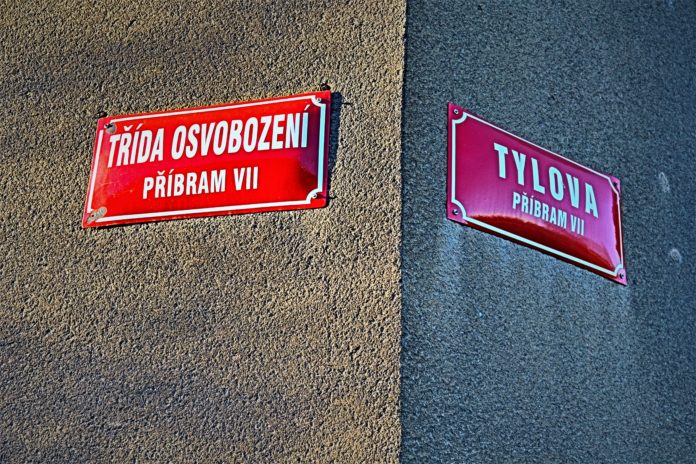 TŘÍDA OSVOBOZENÍ
PŘÍBRAM VII
TYLOVA
PŘÍBRAM VII